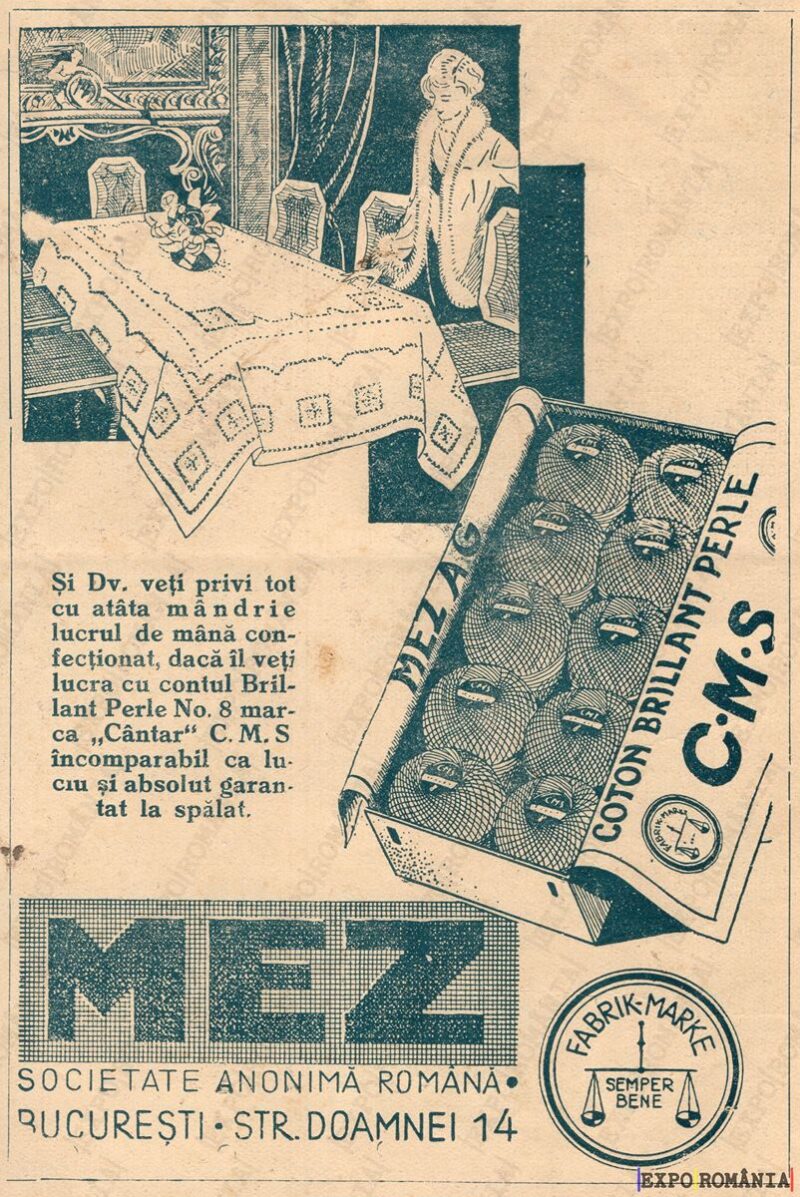 Și Dv. veți privi tot
cu atâta mândrie
lucrul de mână con-
fecționat, dacă îl veți
lucra cu contul Bril-
lant Perle No. 8 mar-
ca „Cântar“ C. M. S
încomparabil ca lu-
ciu și absolut garan-
tat la spălat.
MEZ AG
COTON BRILLANT PERLE
C·M·S
FABRIK-MARKE
MEZ
SOCIETATE ANONIMĂ ROMÂNĂ•
BUCUREȘTI • STR. DOAMNEI 14
FABRIK-MARKE
SEMPER
BENE
EXPO ROMÂNIA